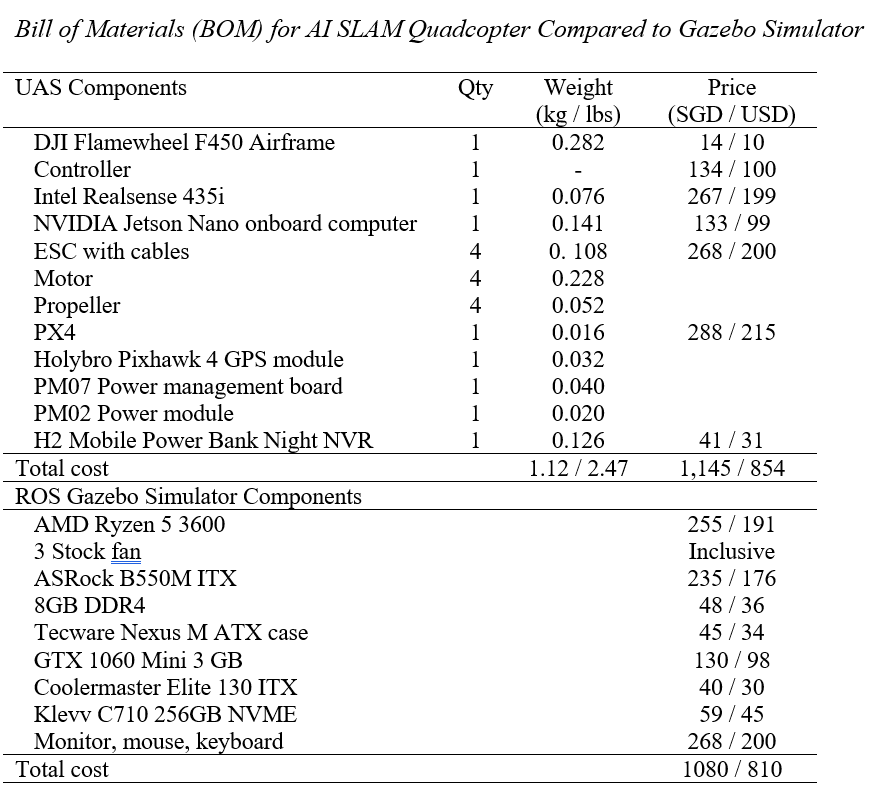 Bill of Materials (BOM) for AI SLAM Quadcopter Compared to Gazebo Simulator
UAS Components Qty Weight Price
(kg / lbs) (SGD / USD)
DJI Flamewheel F450 Airframe 1 0.282 14 / 10
Controller 1 - 134 / 100
Intel Realsense 435i 1 0.076 267 / 199
NVIDIA Jetson Nano onboard computer 1 0.141 133 / 99
ESC with cables 4 0. 108 268 / 200
Motor 4 0.228
Propeller 4 0.052
PX4 1 0.016 288 / 215
Holybro Pixhawk 4 GPS module 1 0.032
PM07 Power management board 1 0.040
PM02 Power module 1 0.020
H2 Mobile Power Bank Night NVR 1 0.126 41 / 31
Total cost 1.12 / 2.47 1,145 / 854
ROS Gazebo Simulator Components
AMD Ryzen 5 3600 255 / 191
3 Stock fan Inclusive
ASRock B550M ITX 235 / 176
8GB DDR4 48 / 36
Tecware Nexus M ATX case 45 / 34
GTX 1060 Mini 3 GB 130 / 98
Coolermaster Elite 130 ITX 40 / 30
Klevv C710 256GB NVME 59 / 45
Monitor, mouse, keyboard 268 / 200
Total cost 1080 / 810